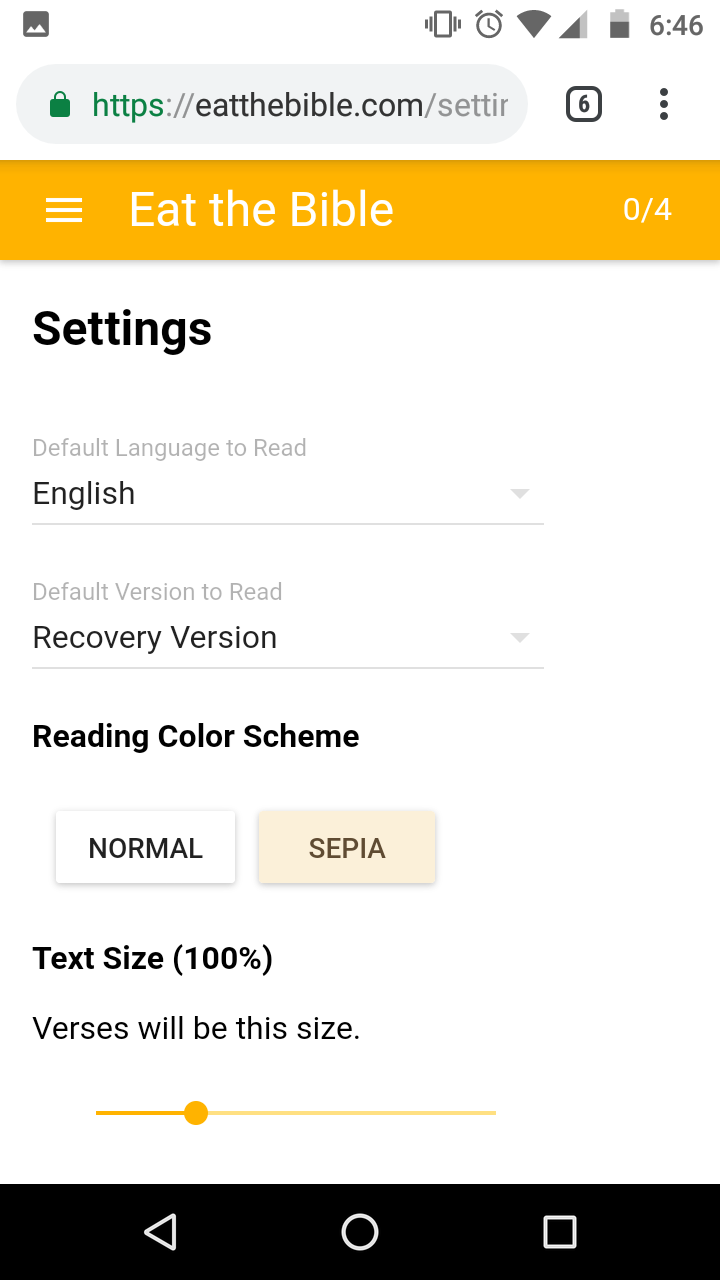 6:46
https://eatthebible.com/settin
6
Eat the Bible
0/4
Settings
Default Language to Read
English
Default Version to Read
Recovery Version
Reading Color Scheme
NORMAL
SEPIA
Text Size (100%)
Verses will be this size.